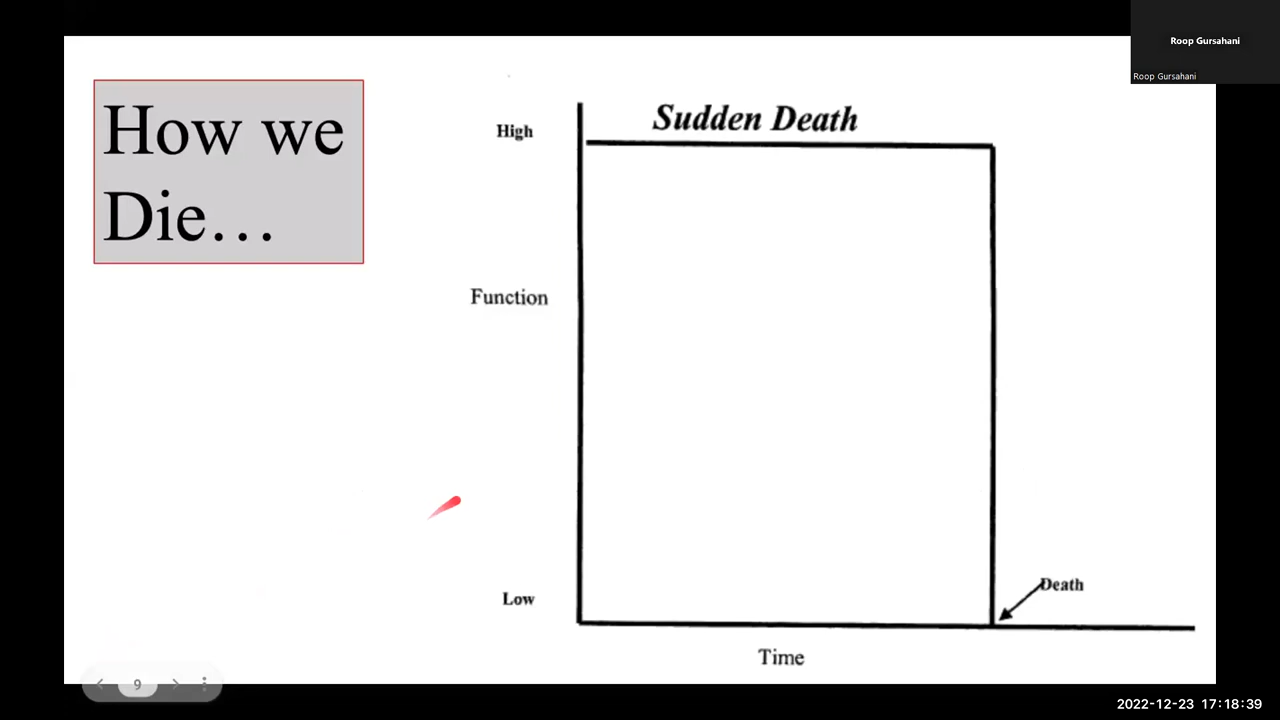 Roop Gursahani
Roop Gursahani
How we
Die…
Sudden Death
High
Function
Low
Death
Time
9
2022-12-23 17:18:39